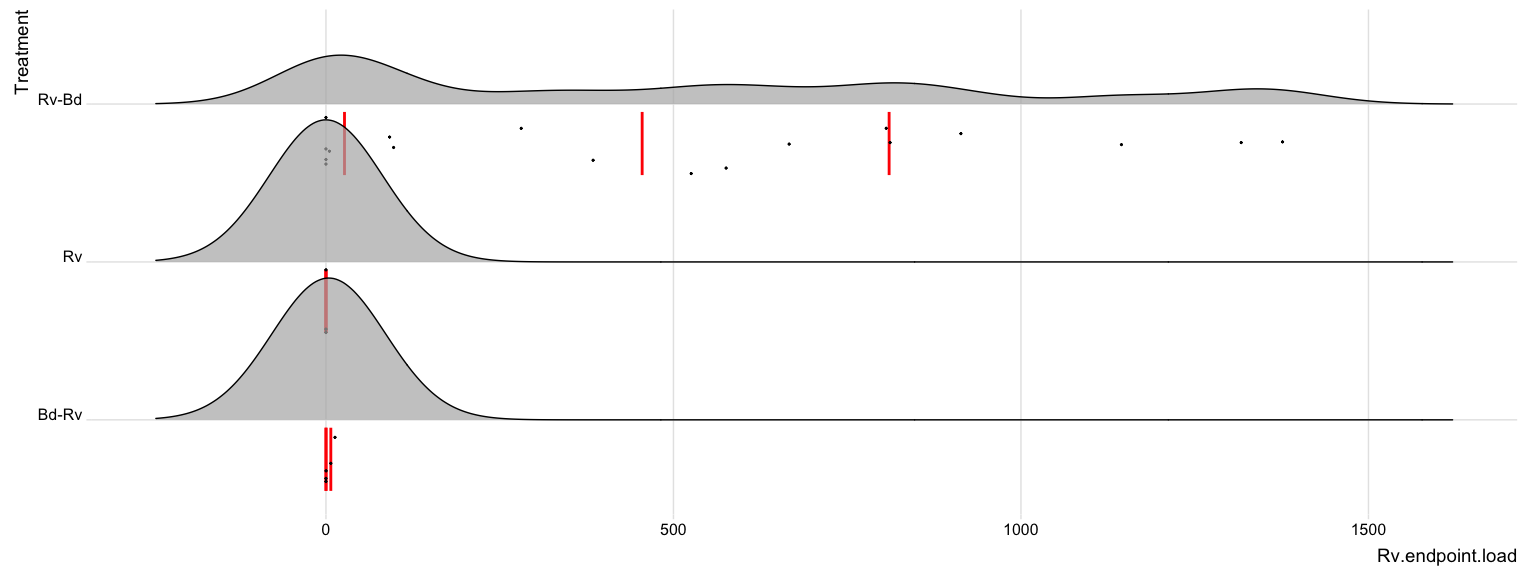 Treatment
Rv-Bd
Rv
Bd-Rv
0 500 1000 1500
Rv.endpoint.load